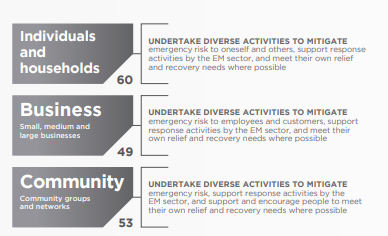 Individuals
and
households
60
UNDERTAKE DIVERSE ACTIVITIES TO MITIGATE
emergency risk to oneself and others, support response
activities by the EM sector, and meet their own relief
and recovery needs where possible
Business
Small, medium and
large businesses
49
UNDERTAKE DIVERSE ACTIVITIES TO MITIGATE
emergency risk to employees and customers, support
response activities by the EM sector, and meet their
own relief and recovery needs where possible
Community
Community groups
and networks
53
UNDERTAKE DIVERSE ACTIVITIES TO MITIGATE
emergency risk, and support response activities by the
EM sector, and support and encourage people to meet
their own relief and recovery needs where possible